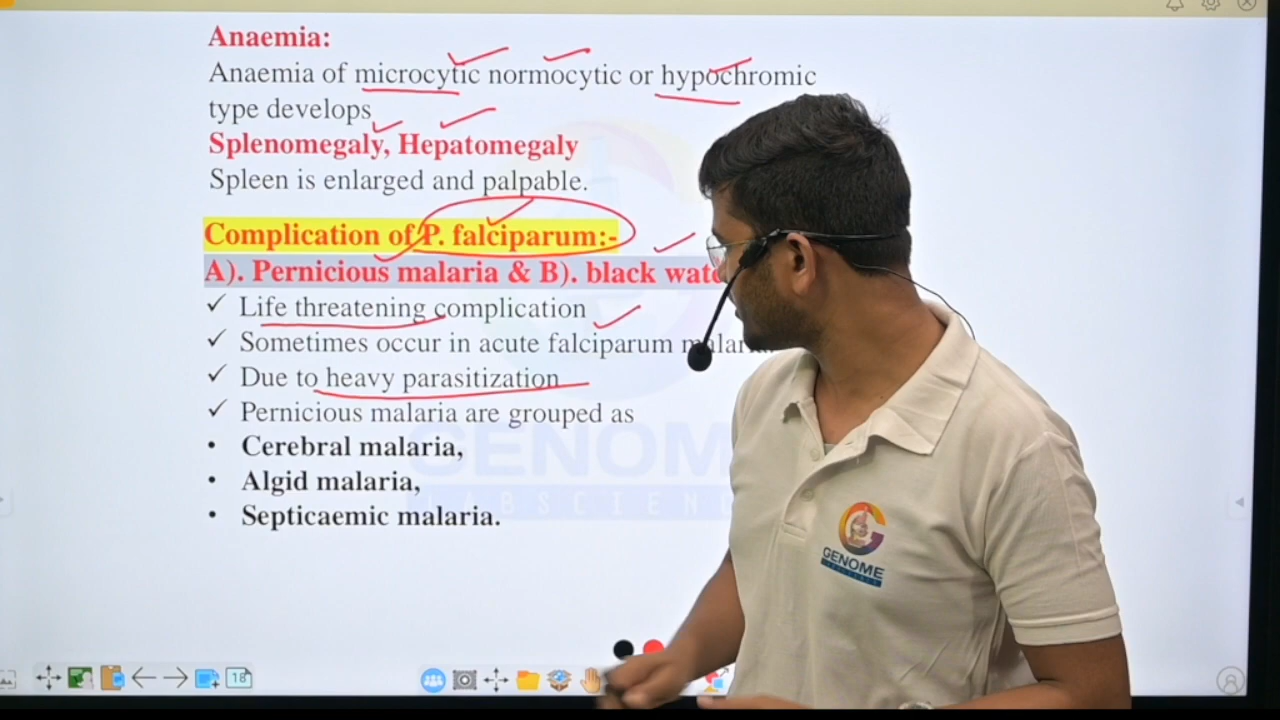 Anaemia:
Anaemia of microcytic normocytic or hypochromic
type develops
Splenomegaly, Hepatomegaly
Spleen is enlarged and palpable.
Complication of P. falciparum:-
A). Pernicious malaria & B). black
Life threatening complication
Sometimes occur in acute falciparum
Due to heavy parasitization
Pernicious malaria are grouped as
• Cerebral malaria,
• Algid malaria,
• Septicaemic malaria.
GENOME
GENOME
18